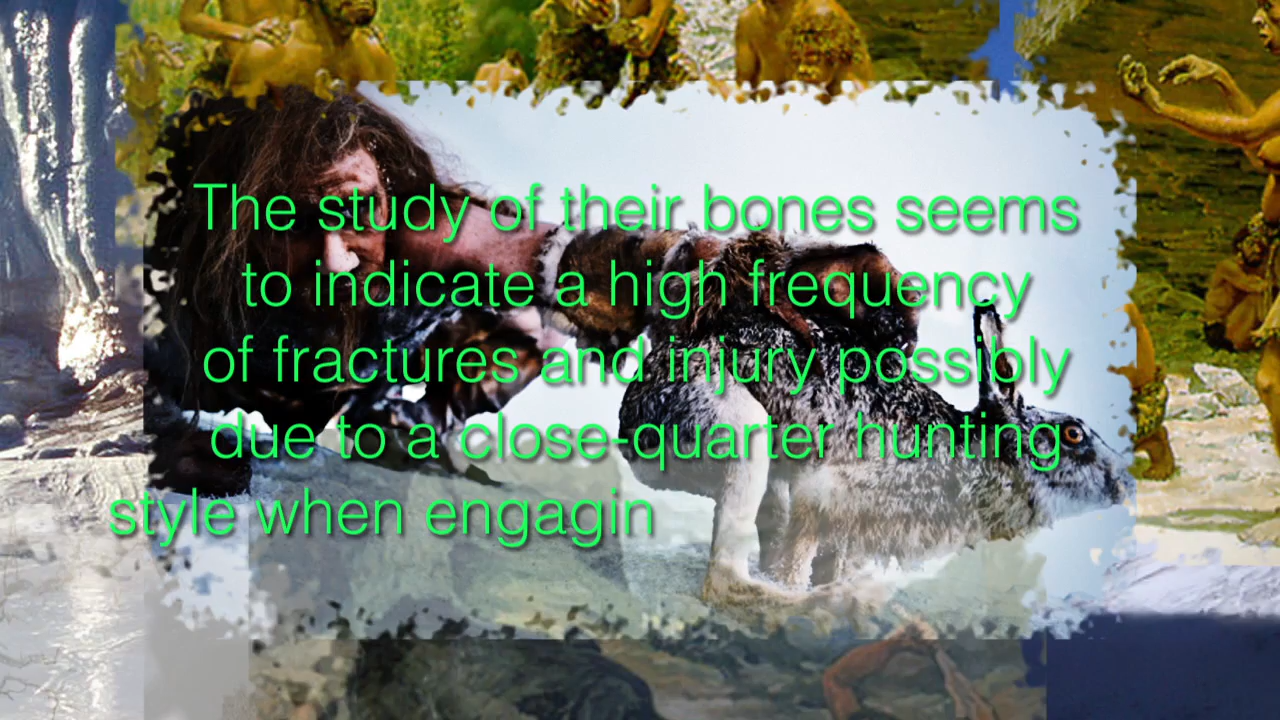 The study of their bones seems
to indicate a high frequency
of fractures and injury possibly
due to a close-quarter hunting
style when engagin